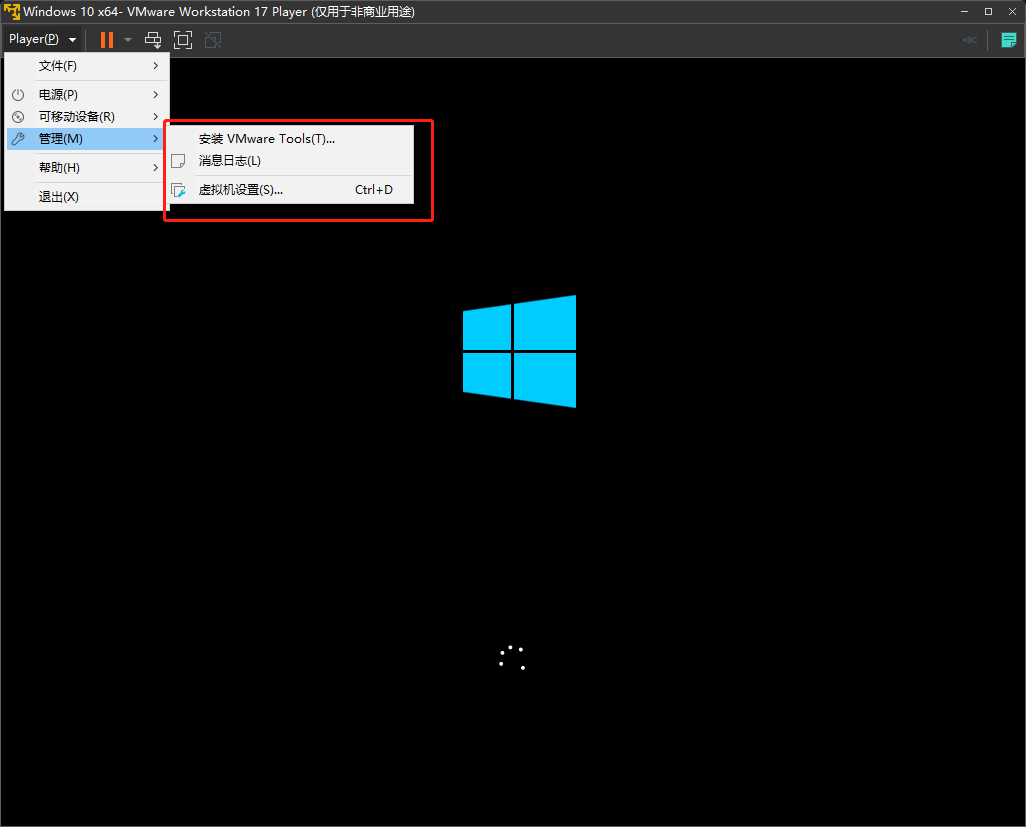 Windows 10 x64- VMware Workstation 17 Player (仅用于非商业用途)
Player(P)
文件(F)
电源(P)
可移动设备(R)
管理(M)
帮助(H)
退出(X)
安装 VMware Tools(T)...
消息日志(L)
虚拟机设置(S)... Ctrl+D